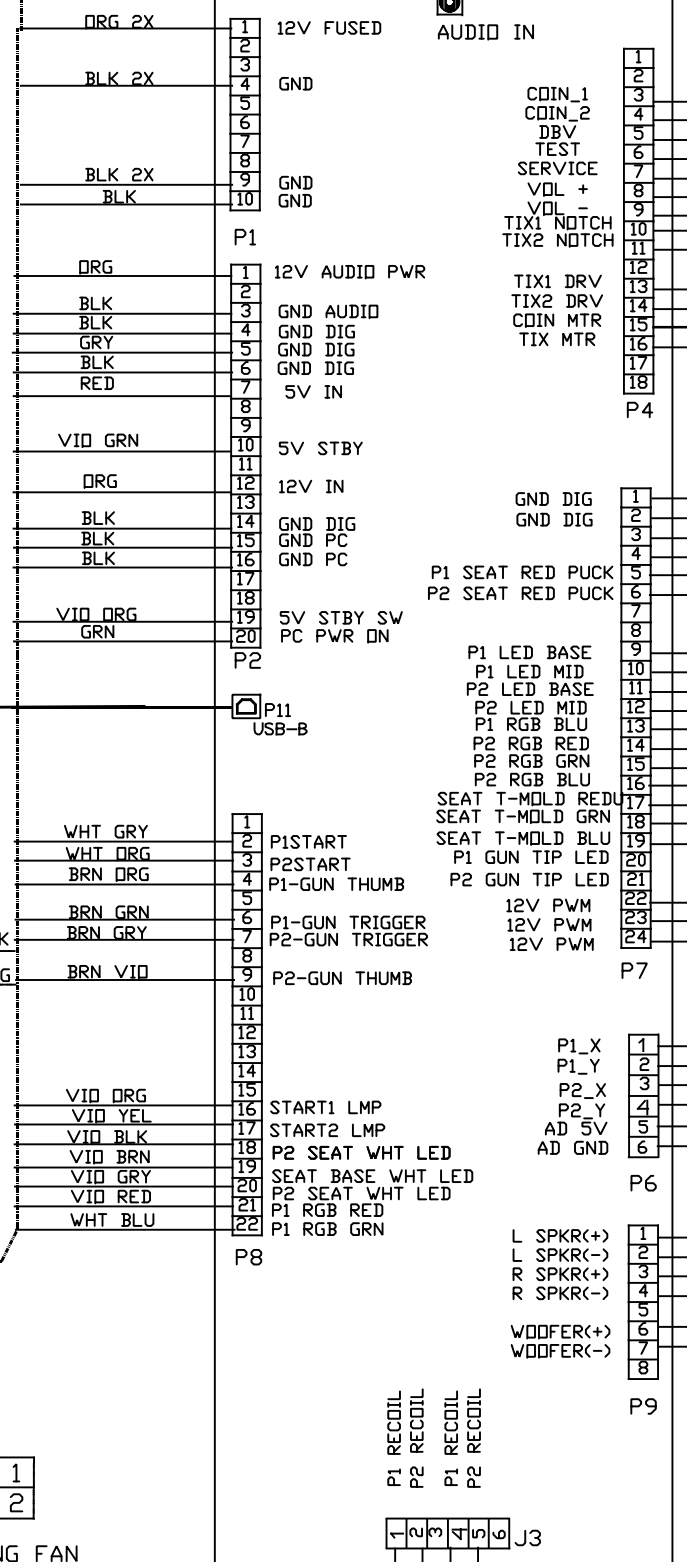 AUDIO IN
ORG 2X 1 12V FUSED
2
3
BLK 2X 4 GND
5
6
7
8
BLK 2X 9 GND
BLK 10 GND
P1
ORG 1 12V AUDIO PWR
2
BLK 3 GND AUDIO
BLK 4 GND DIG
GRY 5 GND DIG
BLK 6 GND DIG
RED 7 5V IN
8
9
VIO GRN 10 5V STBY
11
ORG 12 12V IN
13
BLK 14 GND DIG
BLK 15 GND PC
BLK 16 GND PC
17
18
VIO ORG 19 5V STBY SW
GRN 20 PC PWR ON
P2
P11
USB-B
1
WHT GRY 2 P1START
WHT ORG 3 P2START
BRN ORG 4 P1-GUN THUMB
5
BRN GRN 6 P1-GUN TRIGGER
BRN GRY 7 P2-GUN TRIGGER
K
8
G BRN VIO 9 P2-GUN THUMB
10
11
12
13
14
15
VIO ORG 16 START1 LMP
VIO YEL 17 START2 LMP
VIO BLK 18 P2 SEAT WHT LED
VIO BRN 19 SEAT BASE WHT LED
VIO GRY 20 P2 SEAT WHT LED
VIO RED 21 P1 RGB RED
WHT BLU 22 P1 RGB GRN
P8
1
2
COIN_1 3
COIN_2 4
DBV 5
TEST 6
SERVICE 7
VOL + 8
VOL - 9
TIX1 NOTCH 10
TIX2 NOTCH 11
12
TIX1 DRV 13
TIX2 DRV 14
COIN MTR 15
TIX MTR 16
17
18
P4
GND DIG 1
GND DIG 2
3
4
P1 SEAT RED PUCK 5
P2 SEAT RED PUCK 6
7
8
P1 LED BASE 9
P1 LED MID 10
P2 LED BASE 11
P2 LED MID 12
P1 RGB BLU 13
P2 RGB RED 14
P2 RGB GRN 15
P2 RGB BLU 16
SEAT T-MOLD REDU 17
SEAT T-MOLD GRN 18
SEAT T-MOLD BLU 19
P1 GUN TIP LED 20
P2 GUN TIP LED 21
12V PWM 22
12V PWM 23
12V PWM 24
P7
P1_X 1
P1_Y 2
P2_X 3
P2_Y 4
AD 5V 5
AD GND 6
P6
L SPKR(+) 1
L SPKR(-) 2
R SPKR(+) 3
R SPKR(-) 4
5
WOOFER(+) 6
WOOFER(-) 7
8
P9
P1 RECOIL
P2 RECOIL
P1 RECOIL
P2 RECOIL
1 2 3 4 5 6 J3
1
2
NG FAN